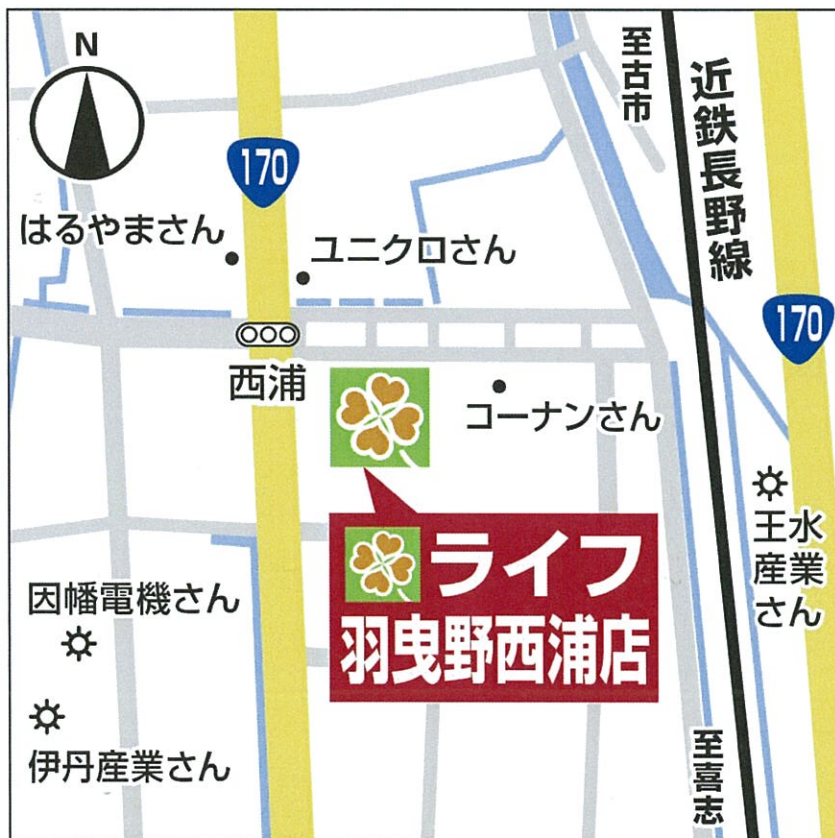 N
至古市
近鉄長野線
170
はるやまさん
ユニクロさん
170
西浦
コーナンさん
ライフ
羽曳野西浦店
王水
産業
さん
因幡電機さん
伊丹産業さん
至喜志